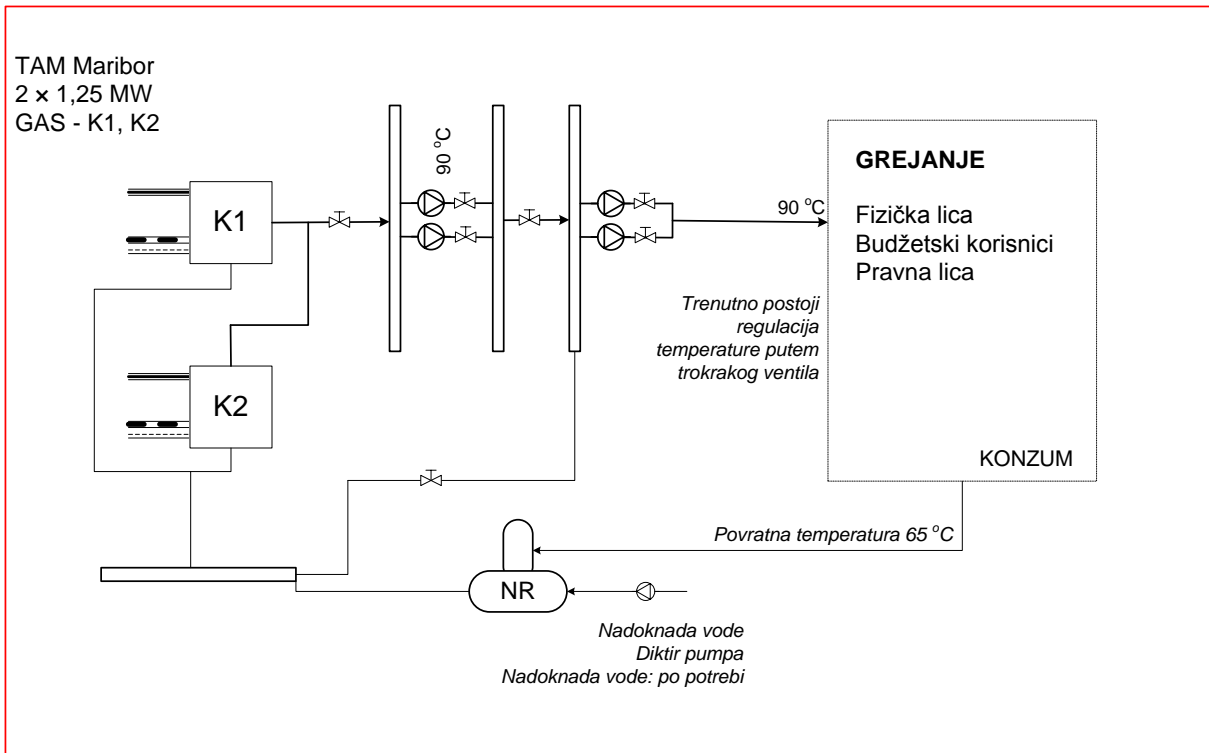 TAM Maribor
2 × 1,25 MW
GAS - K1, K2
K1
K2
90 °C
90 °C
GREJANJE
Fizička lica
Budžetski korisnici
Pravna lica
KONZUM
Trenutno postoji
regulacija
temperature putem
trokrakog ventila
Povratna temperatura 65 °C
NR
Nadoknada vode
Diktir pumpa
Nadoknada vode: po potrebi